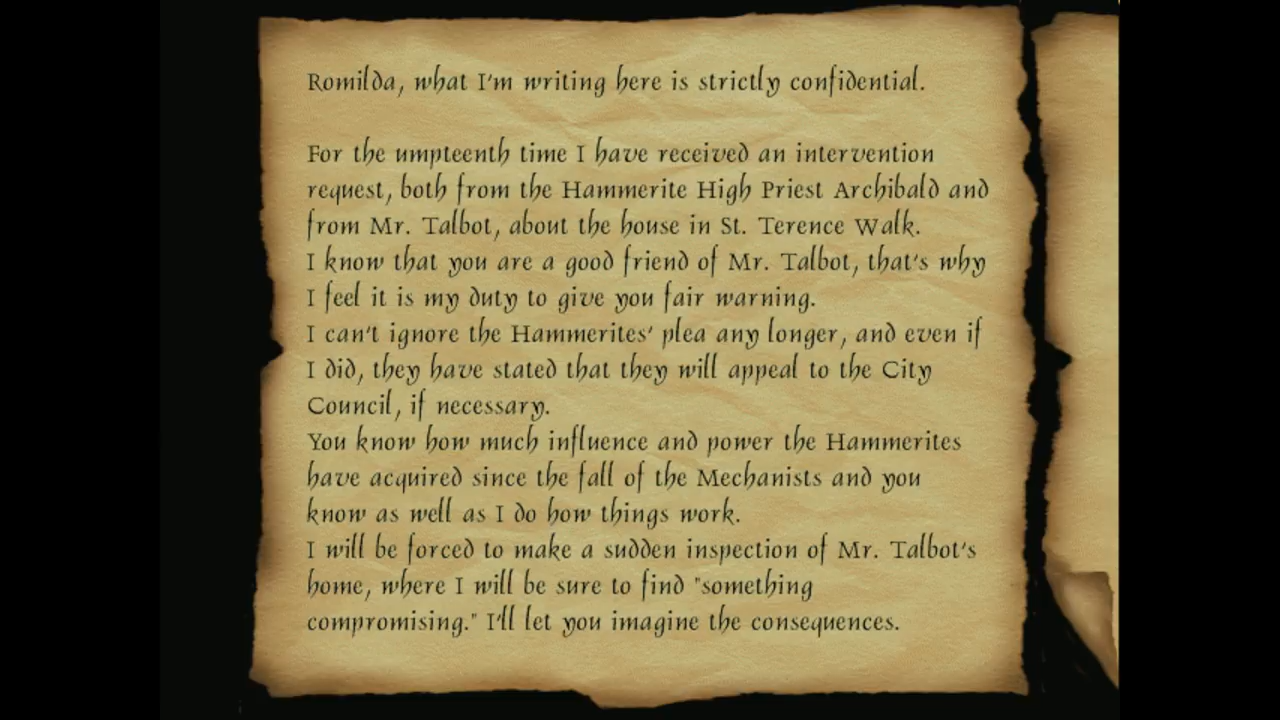 Romilda, what I'm writing here is strictly confidential.
For the umpteenth time I have received an intervention
request, both from the Hammerite High Priest Archibald and
from Mr. Talbot, about the house in St. Terence Walk.
I know that you are a good friend of Mr. Talbot, that's why
I feel it is my duty to give you fair warning.
I can't ignore the Hammerites' plea any longer, and even if
I did, they have stated that they will appeal to the City
Council, if necessary.
You know how much influence and power the Hammerites
have acquired since the fall of the Mechanists and you
know as well as I do how things work.
I will be forced to make a sudden inspection of Mr. Talbot's
home, where I will be sure to find "something
compromising." I'll let you imagine the consequences.